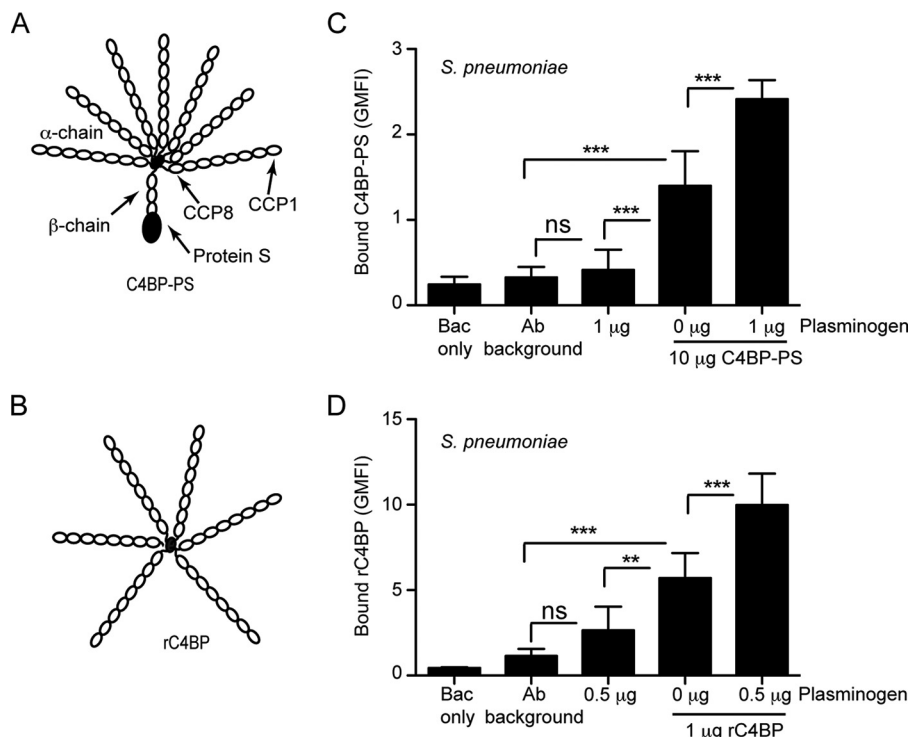 A
α-chain
β-chain
CCP8
CCP1
Protein S
C4BP-PS
B
rC4BP
C
S. pneumoniae
Bound C4BP-PS (GMFI)
3
2
1
0
***
***
***
ns
Bac only
Ab background
1 μg
0 μg
1 μg
Plasminogen
10 μg C4BP-PS
D
S. pneumoniae
Bound rC4BP (GMFI)
15
10
5
0
***
***
**
ns
Bac only
Ab background
0.5 μg
0 μg
0.5 μg
Plasminogen
1 μg rC4BP